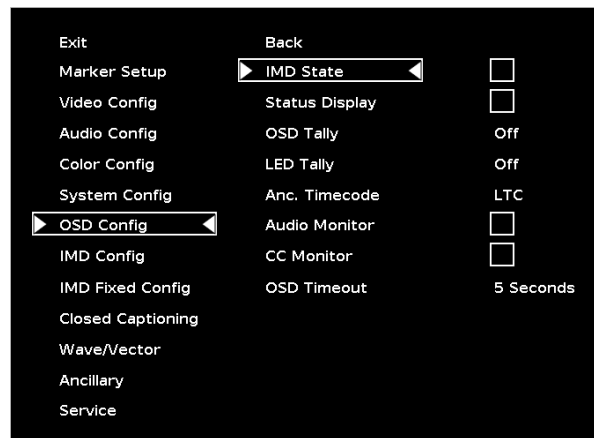 Exit Back
Marker Setup IMD State
Video Config Status Display
Audio Config OSD Tally Off
Color Config LED Tally Off
System Config Anc. Timecode LTC
OSD Config Audio Monitor
IMD Config CC Monitor
IMD Fixed Config OSD Timeout 5 Seconds
Closed Captioning
Wave/Vector
Ancillary
Service